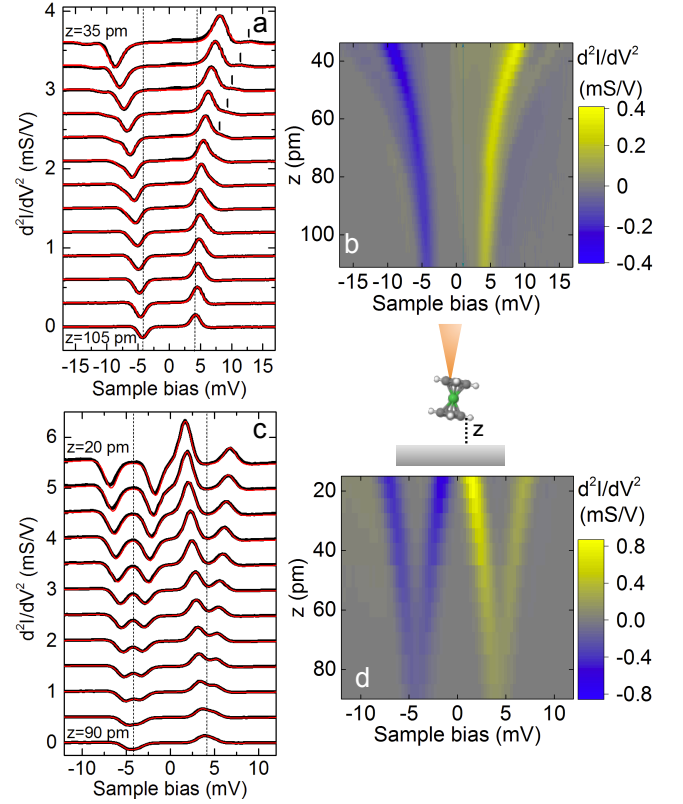 a
z=35 pm
z=105 pm
4
3
2
1
0
d²I/dV² (mS/V)
-15 -10 -5 0 5 10 15
Sample bias (mV)
b
40
60
80
100
z (pm)
-15 -10 -5 0 5 10 15
Sample bias (mV)
d²I/dV²
(mS/V)
0.4
0.2
0
-0.2
-0.4
z
c
z=20 pm
z=90 pm
6
5
4
3
2
1
0
d²I/dV² (mS/V)
-10 -5 0 5 10
Sample bias (mV)
d
20
40
60
80
z (pm)
-10 -5 0 5 10
Sample bias (mV)
d²I/dV²
(mS/V)
0.8
0.4
0.0
-0.4
-0.8